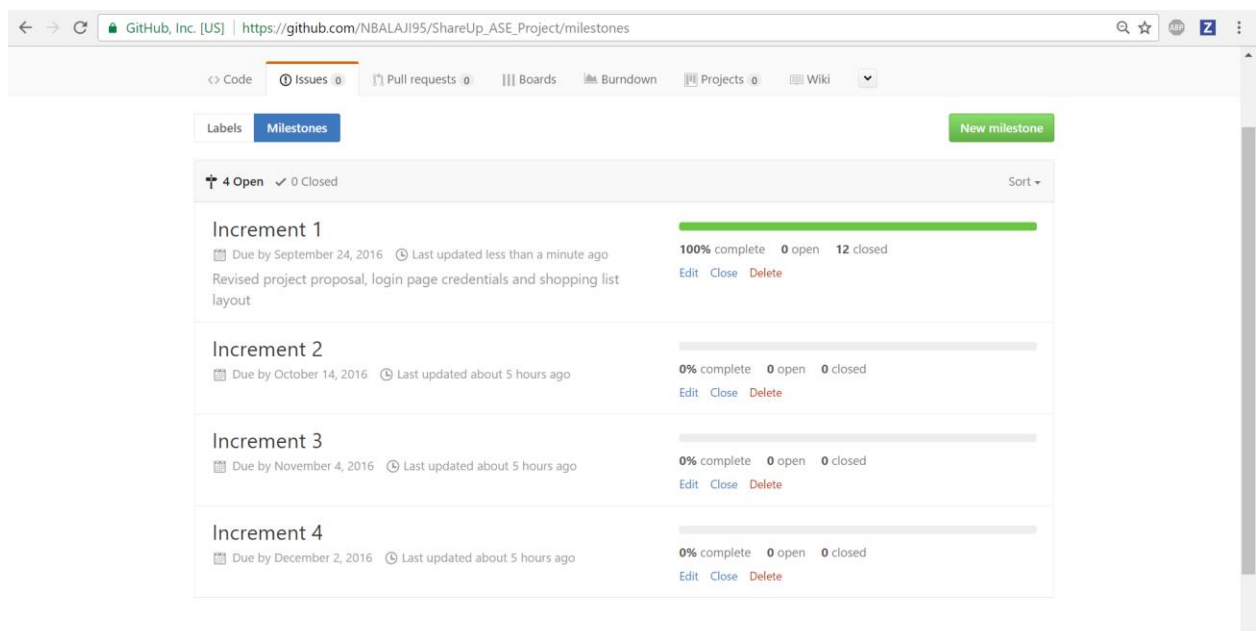 GitHub, Inc. [US] | https://github.com/NBALAJI95/ShareUp_ASE_Project/milestones
ABP Z
<> Code Issues 0 Pull requests 0 Boards Burndown Projects 0 Wiki
Labels Milestones New milestone
4 Open 0 Closed Sort
Increment 1
Due by September 24, 2016 Last updated less than a minute ago
Revised project proposal, login page credentials and shopping list
layout
100% complete 0 open 12 closed
Edit Close Delete
Increment 2
Due by October 14, 2016 Last updated about 5 hours ago
0% complete 0 open 0 closed
Edit Close Delete
Increment 3
Due by November 4, 2016 Last updated about 5 hours ago
0% complete 0 open 0 closed
Edit Close Delete
Increment 4
Due by December 2, 2016 Last updated about 5 hours ago
0% complete 0 open 0 closed
Edit Close Delete